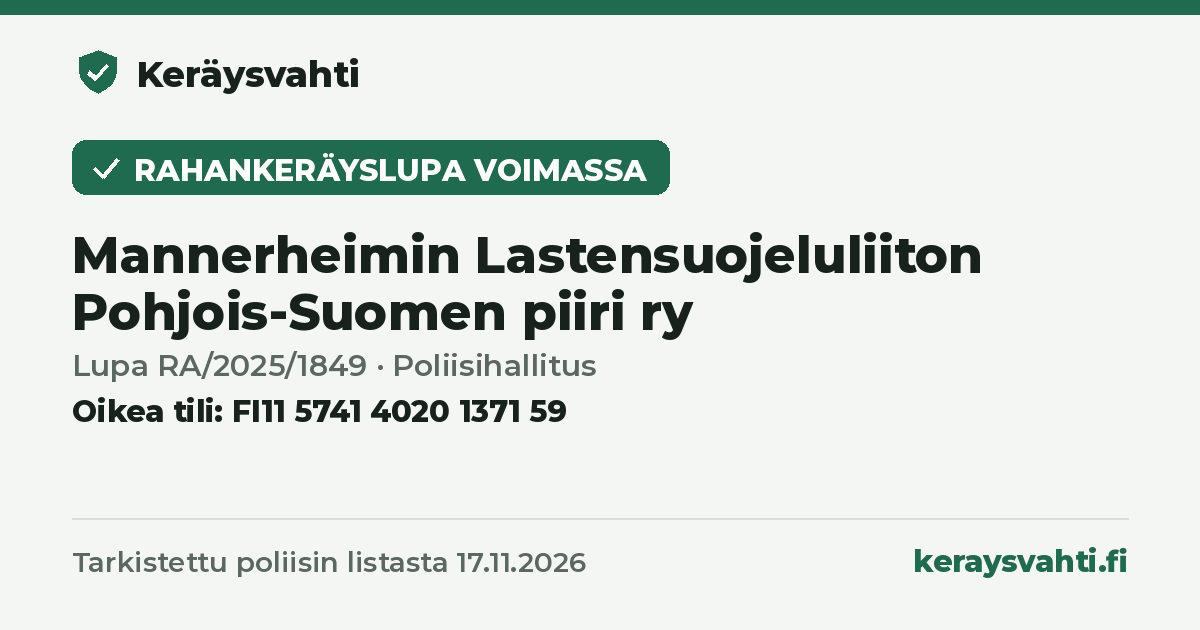 Keräysvahti
RAHANKERÄYSLUPA VOIMASSA
Mannerheimin Lastensuojeluliiton
Pohjois-Suomen piiri ry
Lupa RA/2025/1849 · Poliisihallitus
Oikea tili: FI11 5741 4020 1371 59
Tarkistettu poliisin listasta 17.11.2026
keraysvahti.fi